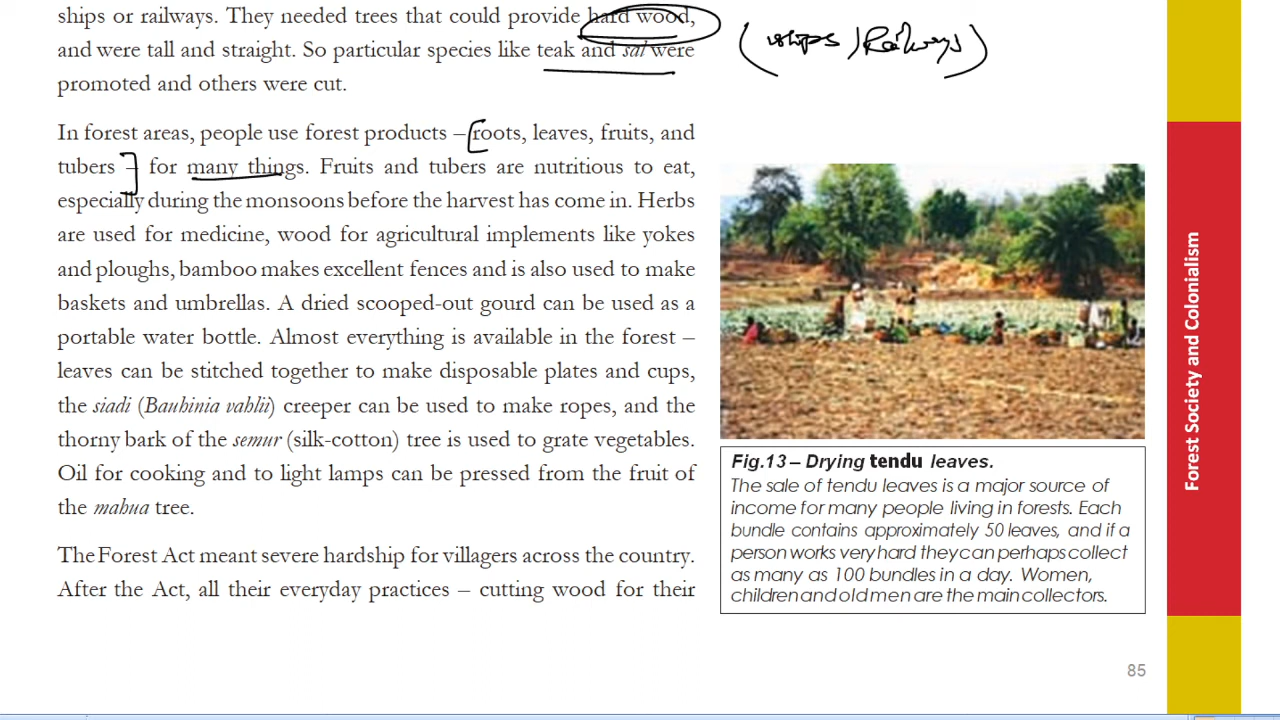 ships or railways. They needed trees that could provide hard wood,
and were tall and straight. So particular species like teak and sal were
promoted and others were cut.
(ships / Railways)
In forest areas, people use forest products – [roots, leaves, fruits, and
tubers – ] for many things. Fruits and tubers are nutritious to eat,
especially during the monsoons before the harvest has come in. Herbs
are used for medicine, wood for agricultural implements like yokes
and ploughs, bamboo makes excellent fences and is also used to make
baskets and umbrellas. A dried scooped-out gourd can be used as a
portable water bottle. Almost everything is available in the forest –
leaves can be stitched together to make disposable plates and cups,
the siadi (Bauhinia vahlii) creeper can be used to make ropes, and the
thorny bark of the semur (silk-cotton) tree is used to grate vegetables.
Oil for cooking and to light lamps can be pressed from the fruit of
the mahua tree.
The Forest Act meant severe hardship for villagers across the country.
After the Act, all their everyday practices – cutting wood for their
Fig.13 – Drying tendu leaves.
The sale of tendu leaves is a major source of
income for many people living in forests. Each
bundle contains approximately 50 leaves, and if a
person works very hard they can perhaps collect
as many as 100 bundles in a day. Women,
children and old men are the main collectors.
Forest Society and Colonialism
85